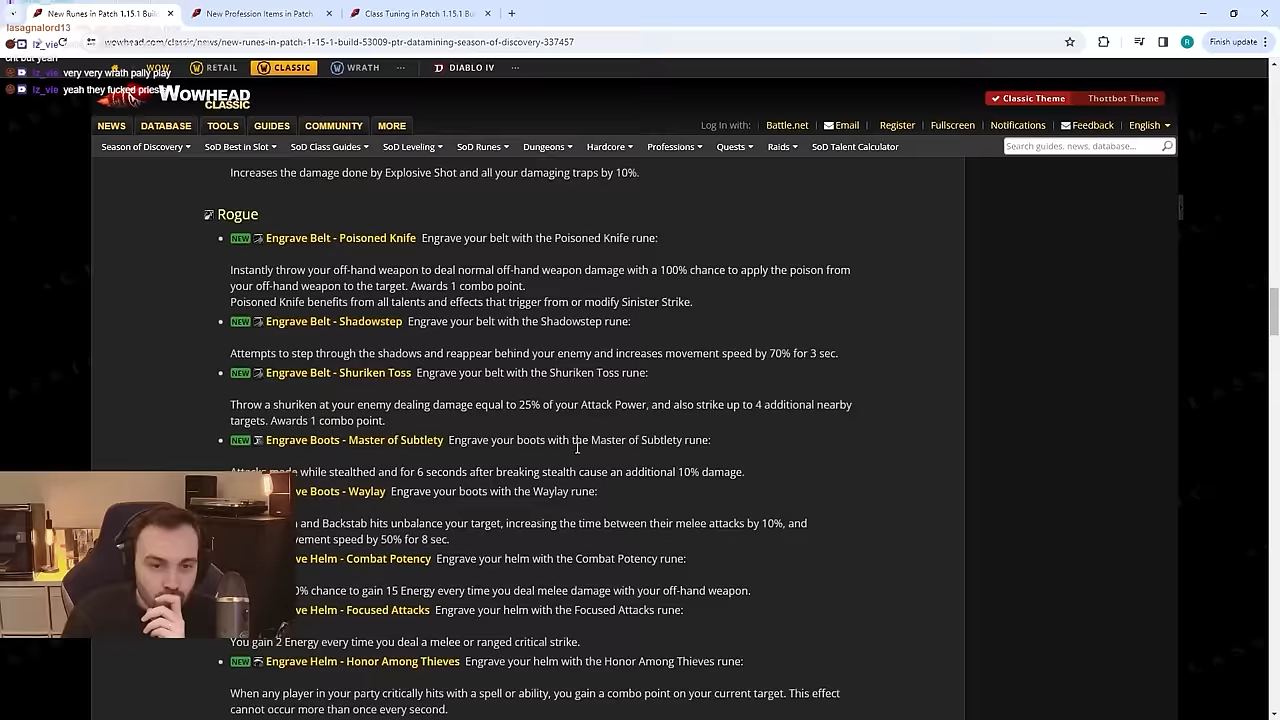 New Runes in Patch 1.15.1 Buil
New Profession Items in Patch
Class Tuning in Patch 1.15.1 Buil
lasagnalord13
lz_vie
wowhead.com/classic/news/new-runes-in-patch-1-15-1-build-53009-ptr-datamining-season-of-discovery-337457
Finish update
crit but yeah
WOW RETAIL CLASSIC WRATH DIABLO IV
lz_vie very very wrath pally play
lz_vie yeah they fucked priests
WOWHEAD
CLASSIC
Classic Theme Thottbot Theme
NEWS DATABASE TOOLS GUIDES COMMUNITY MORE
Log In with: Battle.net Email Register Fullscreen Notifications Feedback English
Season of Discovery SoD Best in Slot SoD Class Guides SoD Leveling SoD Runes Dungeons Hardcore Professions Quests Raids SoD Talent Calculator
Search guides, news, database...
Increases the damage done by Explosive Shot and all your damaging traps by 10%.
Rogue
NEW Engrave Belt - Poisoned Knife Engrave your belt with the Poisoned Knife rune:
Instantly throw your off-hand weapon to deal normal off-hand weapon damage with a 100% chance to apply the poison from
your off-hand weapon to the target. Awards 1 combo point.
Poisoned Knife benefits from all talents and effects that trigger from or modify Sinister Strike.
NEW Engrave Belt - Shadowstep Engrave your belt with the Shadowstep rune:
Attempts to step through the shadows and reappear behind your enemy and increases movement speed by 70% for 3 sec.
NEW Engrave Belt - Shuriken Toss Engrave your belt with the Shuriken Toss rune:
Throw a shuriken at your enemy dealing damage equal to 25% of your Attack Power, and also strike up to 4 additional nearby
targets. Awards 1 combo point.
NEW Engrave Boots - Master of Subtlety Engrave your boots with the Master of Subtlety rune:
Attacks made while stealthed and for 6 seconds after breaking stealth cause an additional 10% damage.
ve Boots - Waylay Engrave your boots with the Waylay rune:
and Backstab hits unbalance your target, increasing the time between their melee attacks by 10%, and
vement speed by 50% for 8 sec.
ve Helm - Combat Potency Engrave your helm with the Combat Potency rune:
0% chance to gain 15 Energy every time you deal melee damage with your off-hand weapon.
ve Helm - Focused Attacks Engrave your helm with the Focused Attacks rune:
You gain 2 Energy every time you deal a melee or ranged critical strike.
NEW Engrave Helm - Honor Among Thieves Engrave your helm with the Honor Among Thieves rune:
When any player in your party critically hits with a spell or ability, you gain a combo point on your current target. This effect
cannot occur more than once every second.